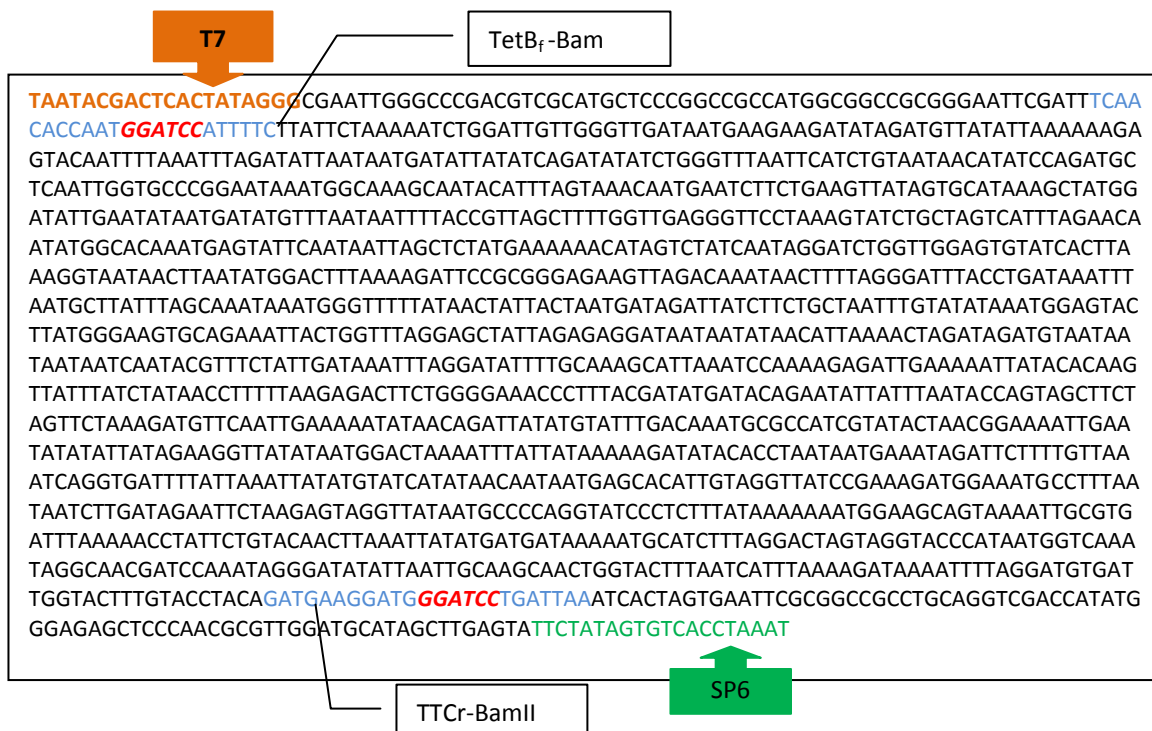 T7
TetBf-Bam
TAATACGACTCACTATAGGGCGAATTGGGCCCGACGTCGCATGCTCCCGGCCGCCATGGCGGCCGCGGGAATTCGATTTCAA
CACCAATGGATCCATTTTCTTATTCTAAAAATCTGGATTGTTGGGTTGATAATGAAGAAGATATAGATGTTATATTAAAAAAGA
GTACAATTTTAAATTTAGATATTAATAATGATATTATATCAGATATATCTGGGTTTAATTCATCTGTAATAACATATCCAGATGC
TCAATTGGTGCCCGGAATAAATGGCAAAGCAATACATTTAGTAAACAATGAATCTTCTGAAGTTATAGTGCATAAAGCTATGG
ATATTGAATATAATGATATGTTTAATAATTTTACCGTTAGCTTTTGGTTGAGGGTTCCTAAAGTATCTGCTAGTCATTTAGAACA
ATATGGCACAAATGAGTATTCAATAATTAGCTCTATGAAAAAACATAGTCTATCAATAGGATCTGGTTGGAGTGTATCACTTA
AAGGTAATAACTTAATATGGACTTTAAAAGATTCCGCGGGAGAAGTTAGACAAATAACTTTTAGGGATTTACCTGATAAATTT
AATGCTTATTTAGCAAATAAATGGGTTTTTATAACTATTACTAATGATAGATTATCTTCTGCTAATTTGTATATAAATGGAGTAC
TTATGGGAAGTGCAGAAATTACTGGTTTAGGAGCTATTAGAGAGGATAATAATATAACATTAAAACTAGATAGATGTAATAA
TAATAATCAATACGTTTCTATTGATAAATTTAGGATATTTTGCAAAGCATTAAATCCAAAAGAGATTGAAAAATTATACACAAG
TTATTTATCTATAACCTTTTTAAGAGACTTCTGGGGAAACCCTTTACGATATGATACAGAATATTATTTAATACCAGTAGCTTCT
AGTTCTAAAGATGTTCAATTGAAAAATATAACAGATTATATGTATTTGACAAATGCGCCATCGTATACTAACGGAAAATTGAA
TATATATTATAGAAGGTTATATAATGGACTAAAATTTATTATAAAAAGATATACACCTAATAATGAAATAGATTCTTTTGTTAA
ATCAGGTGATTTTATTAAATTATATGTATCATATAACAATAATGAGCACATTGTAGGTTATCCGAAAGATGGAAATGCCTTTAA
TAATCTTGATAGAATTCTAAGAGTAGGTTATAATGCCCCAGGTATCCCTCTTTATAAAAAAATGGAAGCAGTAAAATTGCGTG
ATTTAAAAACCTATTCTGTACAACTTAAATTATATGATGATAAAAATGCATCTTTAGGACTAGTAGGTACCCATAATGGTCAAA
TAGGCAACGATCCAAATAGGGATATATTAATTGCAAGCAACTGGTACTTTAATCATTTAAAAGATAAAATTTTAGGATGTGAT
TGGTACTTTGTACCTACAGATGAAGGATGGGATCCTGATTAAATCACTAGTGAATTCGCGGCCGCCTGCAGGTCGACCATATG
GGAGAGCTCCCAACGCGTTGGATGCATAGCTTGAGTATTCTATAGTGTCACCTAAAT
SP6
TTCr-BamII